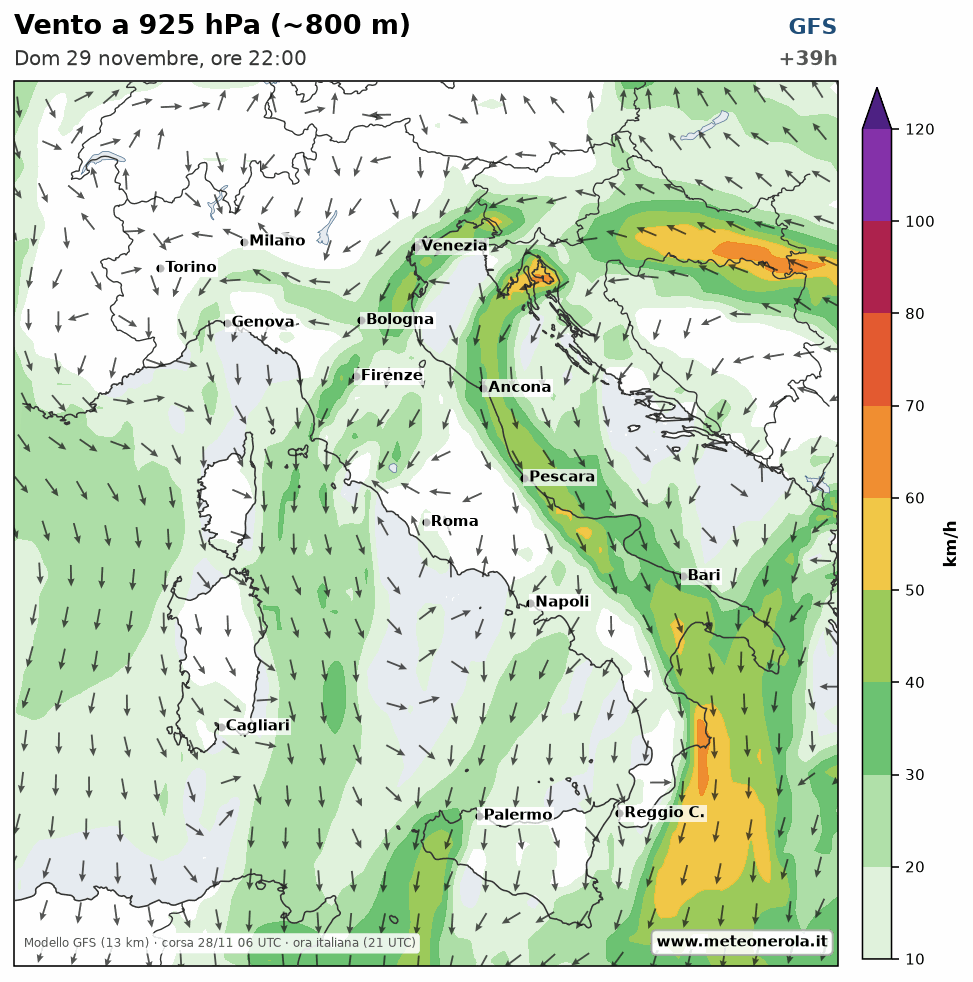 Vento a 925 hPa (~800 m)
GFS
Dom 29 novembre, ore 22:00
+39h
120
100
80
70
60
50
40
30
20
10
km/h
Venezia
Milano
Torino
Bologna
Genova
Firenze
Ancona
Pescara
Roma
Bari
Napoli
Cagliari
Palermo
Reggio C.
Modello GFS (13 km) · corsa 28/11 06 UTC · ora italiana (21 UTC)
www.meteonerola.it